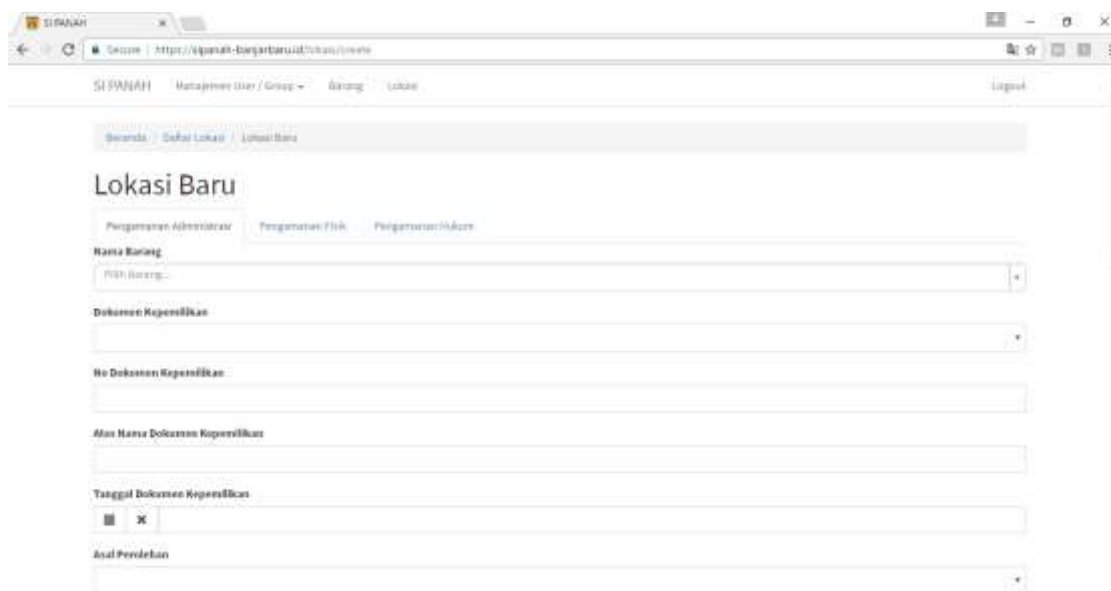 SI PANAH
Secure | https://sipanah-banjarbaru.id/lokasi/create
SI PANAH Manajemen User / Group Barang Lokasi Logout
Beranda / Daftar Lokasi / Lokasi Baru
Lokasi Baru
Pengamanan Administrasi Pengamanan Fisik Pengamanan Hukum
Nama Barang
Pilih Barang...
Dokumen Kepemilikan
No Dokumen Kepemilikan
Atas Nama Dokumen Kepemilikan
Tanggal Dokumen Kepemilikan
Asal Perolehan